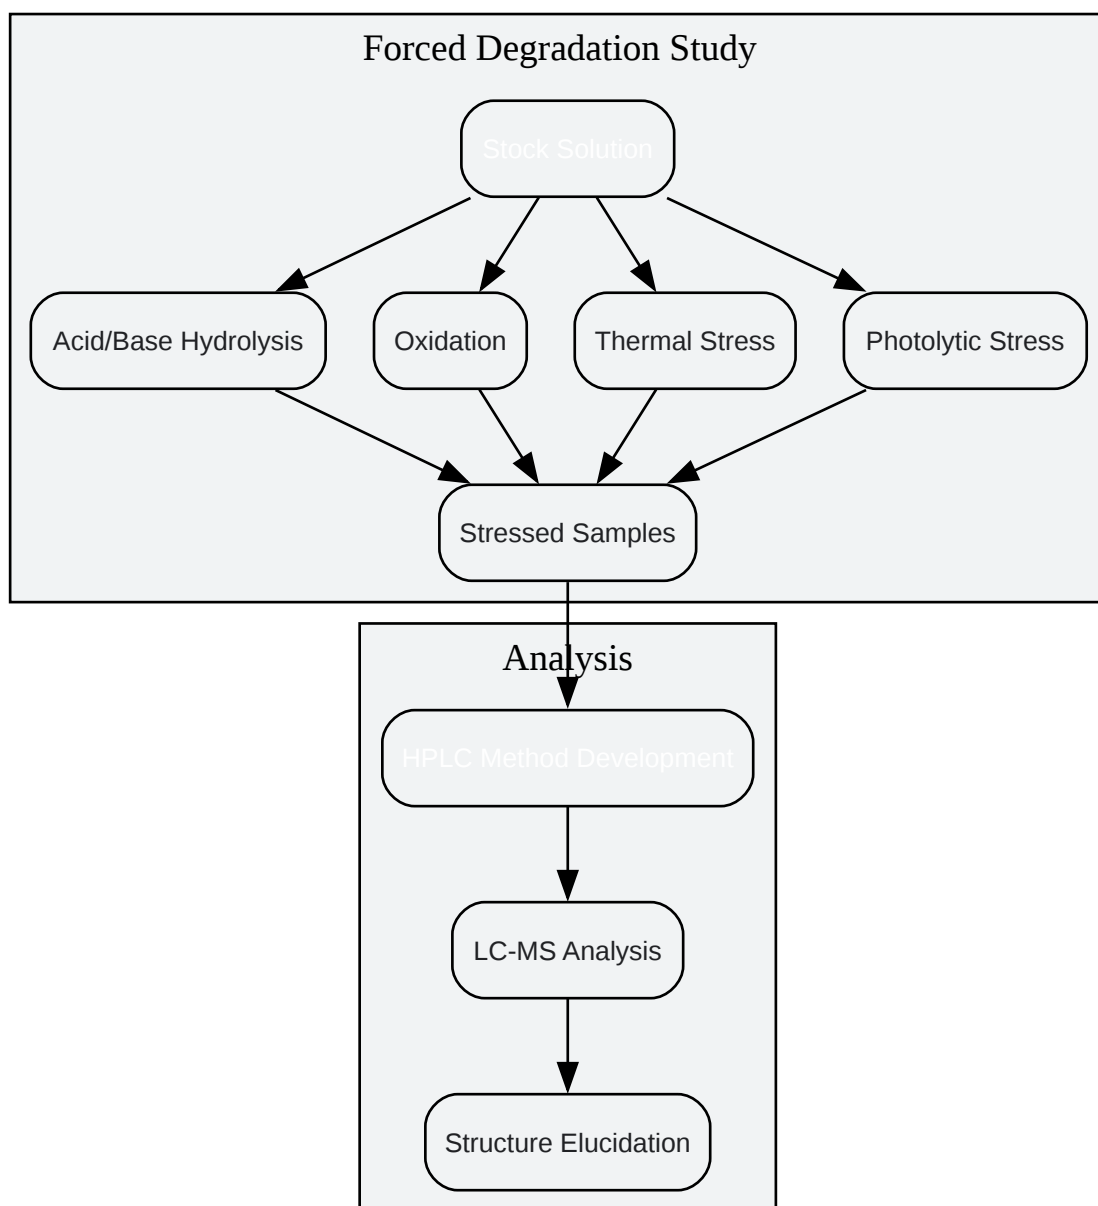 Forced Degradation Study
Stock Solution
Acid/Base Hydrolysis
Oxidation
Thermal Stress
Photolytic Stress
Stressed Samples
Analysis
HPLC Method Development
LC-MS Analysis
Structure Elucidation